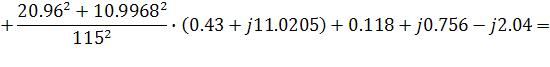 + (20.96² + 10.9968²)/115² · (0.43 + j11.0205) + 0.118 + j0.756 − j2.04 =